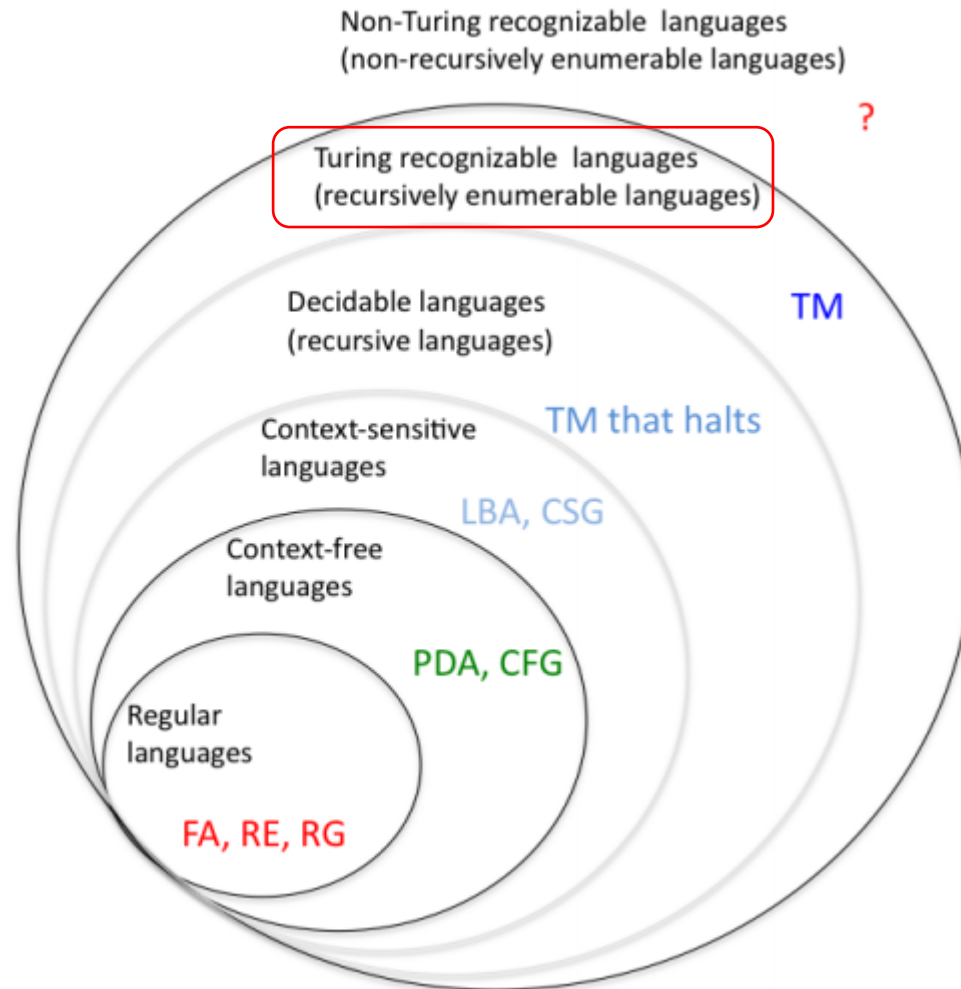 Non-Turing recognizable languages
(non-recursively enumerable languages)
?
Turing recognizable languages
(recursively enumerable languages)
Decidable languages
(recursive languages)
TM
Context-sensitive
languages
TM that halts
LBA, CSG
Context-free
languages
PDA, CFG
Regular
languages
FA, RE, RG